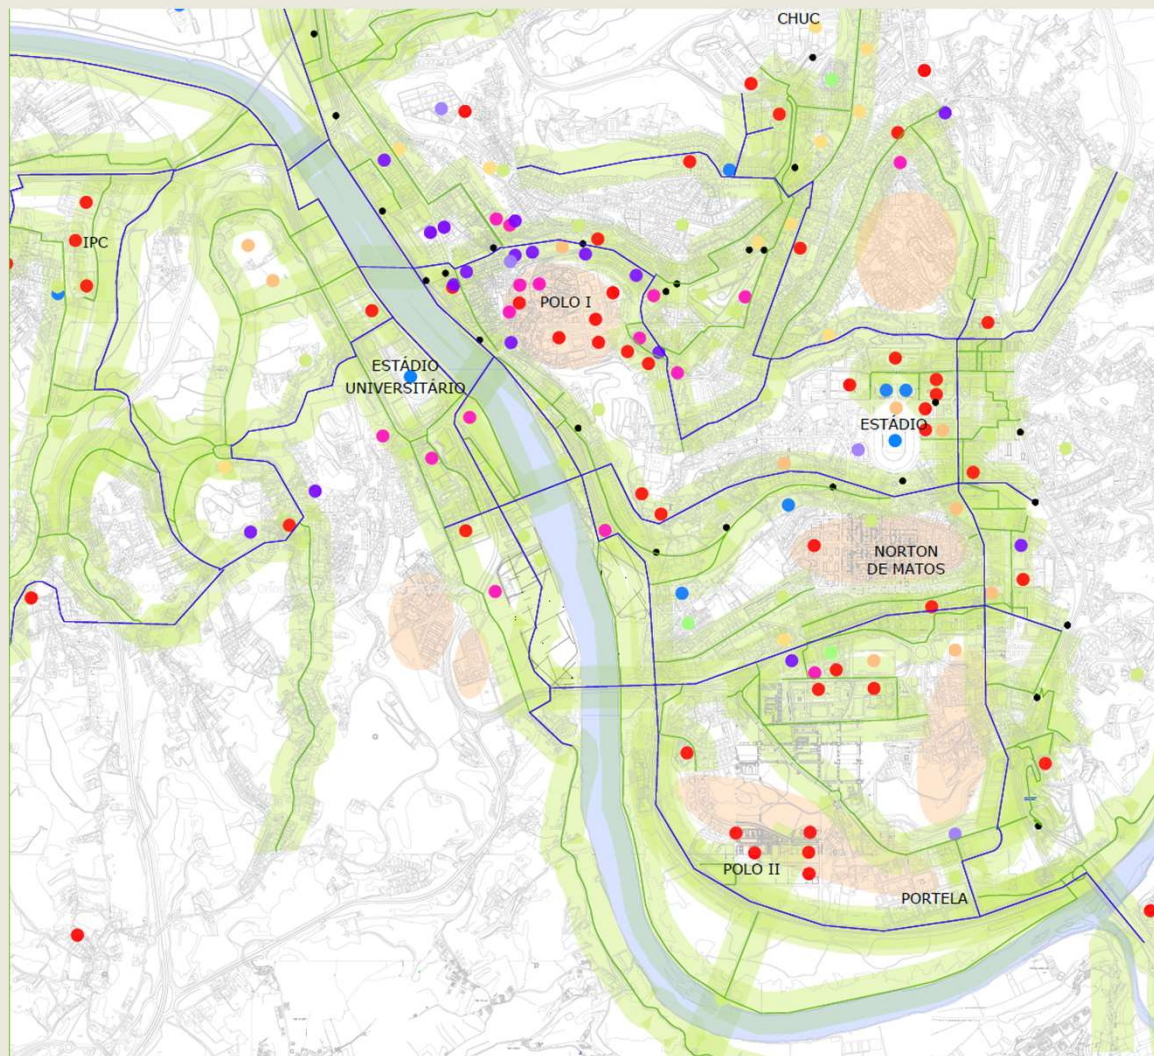 CHUC
IPC
POLO I
ESTÁDIO
UNIVERSITÁRIO
ESTÁDIO
NORTON
DE MATOS
POLO II
PORTELA